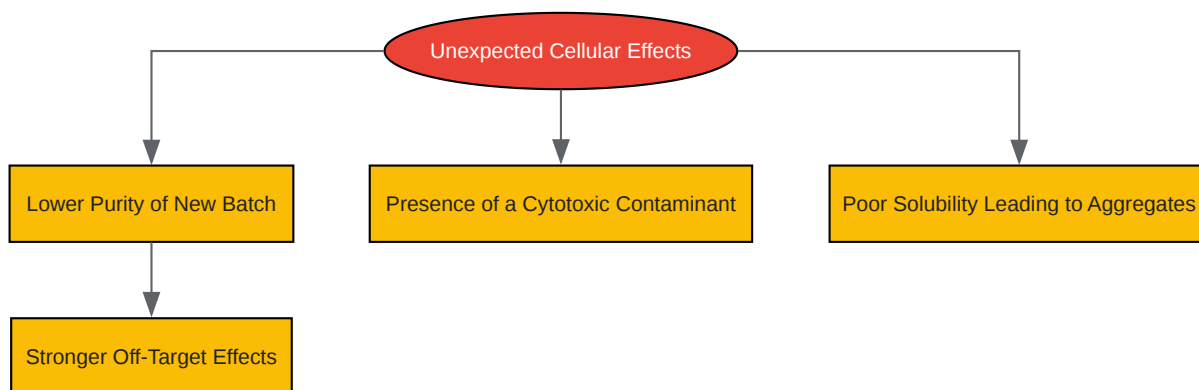 Unexpected Cellular Effects
Lower Purity of New Batch
Presence of a Cytotoxic Contaminant
Poor Solubility Leading to Aggregates
Stronger Off-Target Effects